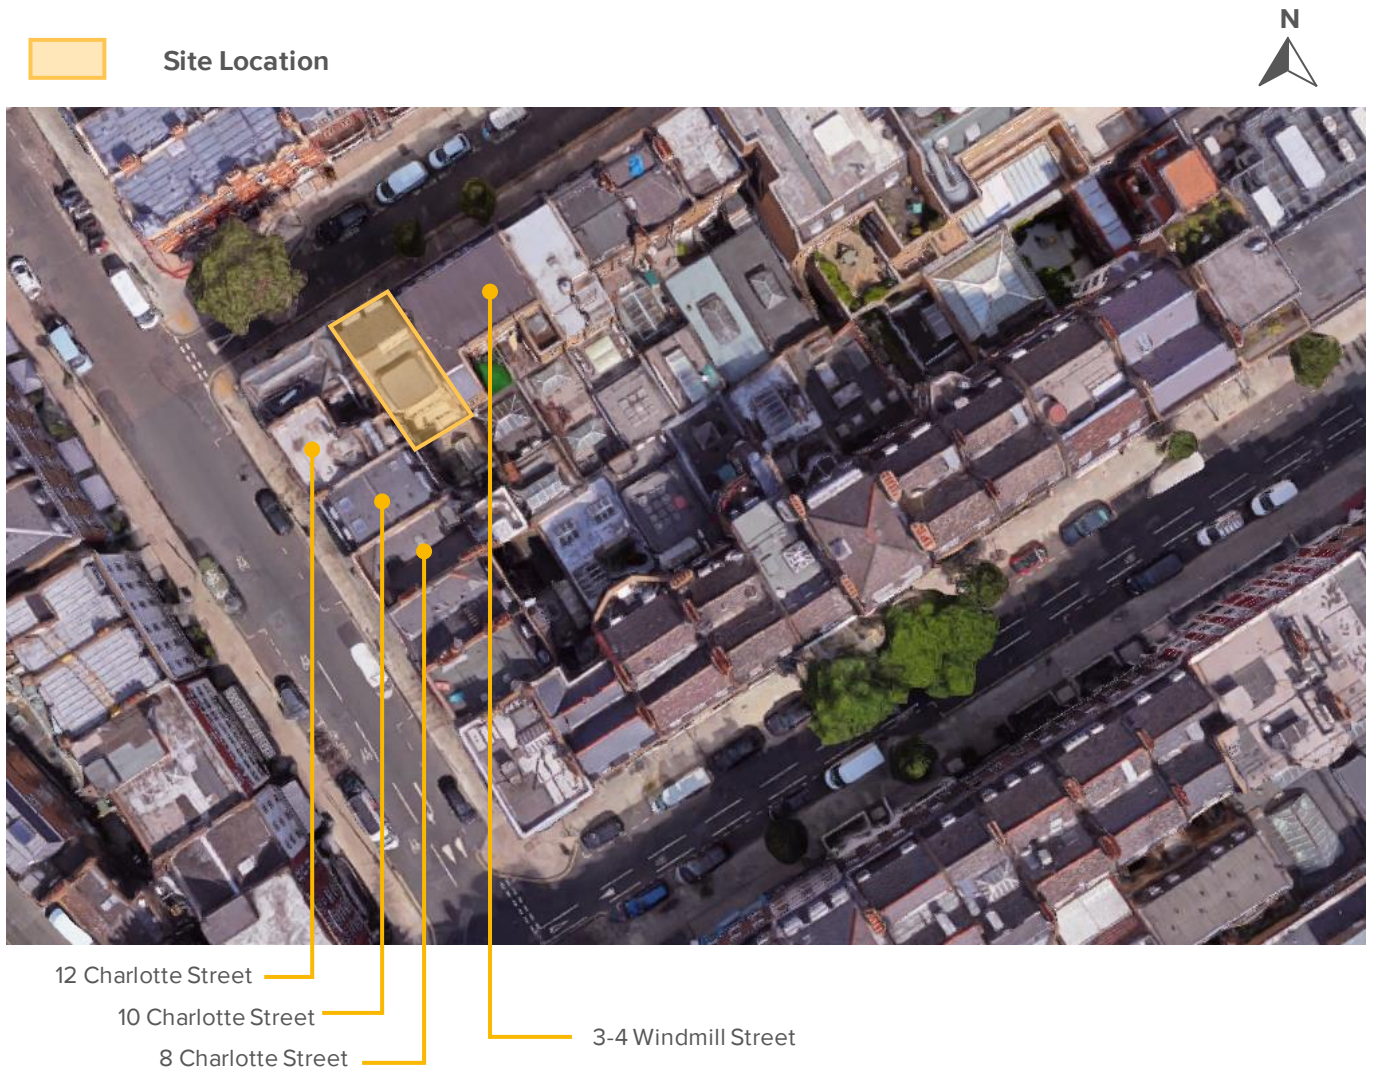 N
Site Location
12 Charlotte Street
10 Charlotte Street
3-4 Windmill Street
8 Charlotte Street